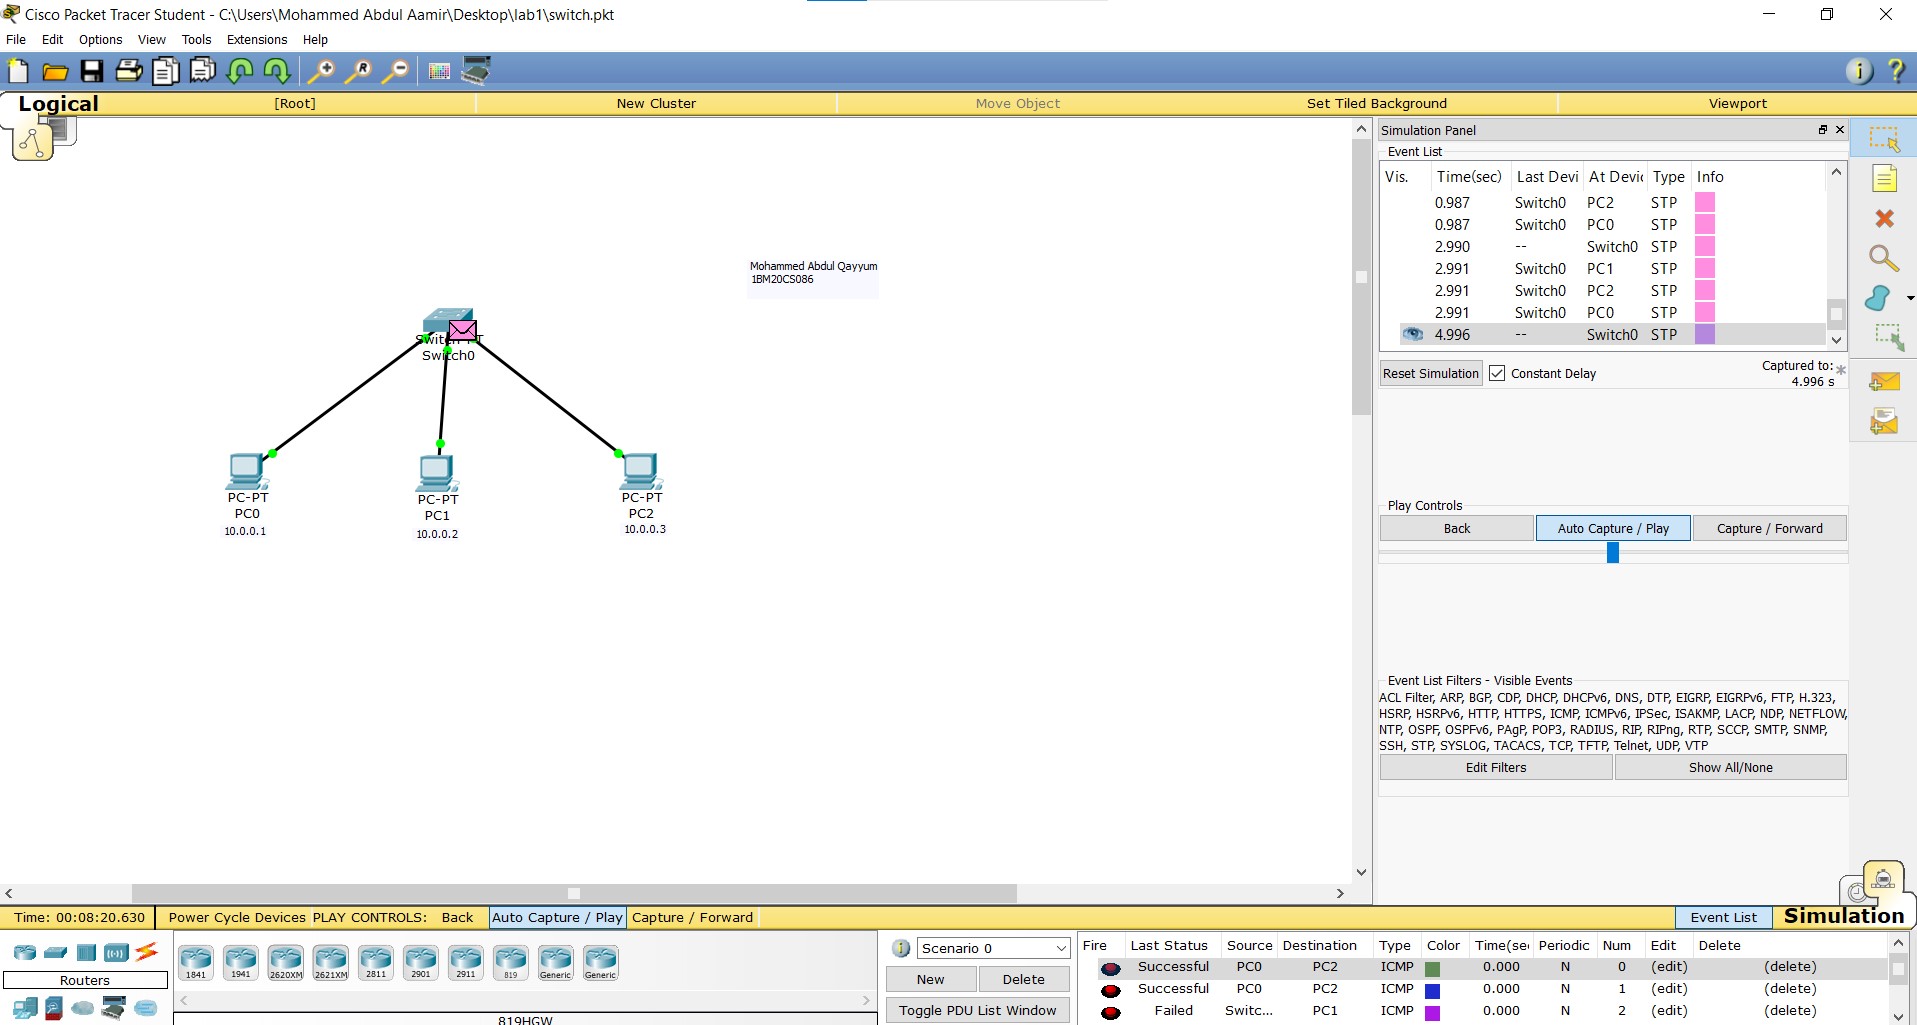 Cisco Packet Tracer Student - C:\Users\Mohammed Abdul Aamir\Desktop\lab1\switch.pkt
File Edit Options View Tools Extensions Help
Logical [Root] New Cluster Move Object Set Tiled Background Viewport
Mohammed Abdul Qayyum
1BM20CS086
Switch0
PC-PT
PC0
10.0.0.1
PC-PT
PC1
10.0.0.2
PC-PT
PC2
10.0.0.3
Simulation Panel
Event List
Vis. Time(sec) Last Devi At Devic Type Info
0.987 Switch0 PC2 STP
0.987 Switch0 PC0 STP
2.990 -- Switch0 STP
2.991 Switch0 PC1 STP
2.991 Switch0 PC2 STP
2.991 Switch0 PC0 STP
4.996 -- Switch0 STP
Reset Simulation Constant Delay Captured to: *
4.996 s
Play Controls
Back Auto Capture / Play Capture / Forward
Event List Filters - Visible Events
ACL Filter, ARP, BGP, CDP, DHCP, DHCPv6, DNS, DTP, EIGRP, EIGRPv6, FTP, H.323,
HSRP, HSRPv6, HTTP, HTTPS, ICMP, ICMPv6, IPSec, ISAKMP, LACP, NDP, NETFLOW,
NTP, OSPF, OSPFv6, PAgP, POP3, RADIUS, RIP, RIPng, RTP, SCCP, SMTP, SNMP,
SSH, STP, SYSLOG, TACACS, TCP, TFTP, Telnet, UDP, VTP
Edit Filters Show All/None
Time: 00:08:20.630 Power Cycle Devices PLAY CONTROLS: Back Auto Capture / Play Capture / Forward Event List Simulation
Routers
1841 1941 2620XM 2621XM 2811 2901 2911 819 Generic Generic
819HGW
Scenario 0
New Delete
Toggle PDU List Window
Fire Last Status Source Destination Type Color Time(sec Periodic Num Edit Delete
Successful PC0 PC2 ICMP 0.000 N 0 (edit) (delete)
Successful PC0 PC2 ICMP 0.000 N 1 (edit) (delete)
Failed Switc... PC1 ICMP 0.000 N 2 (edit) (delete)